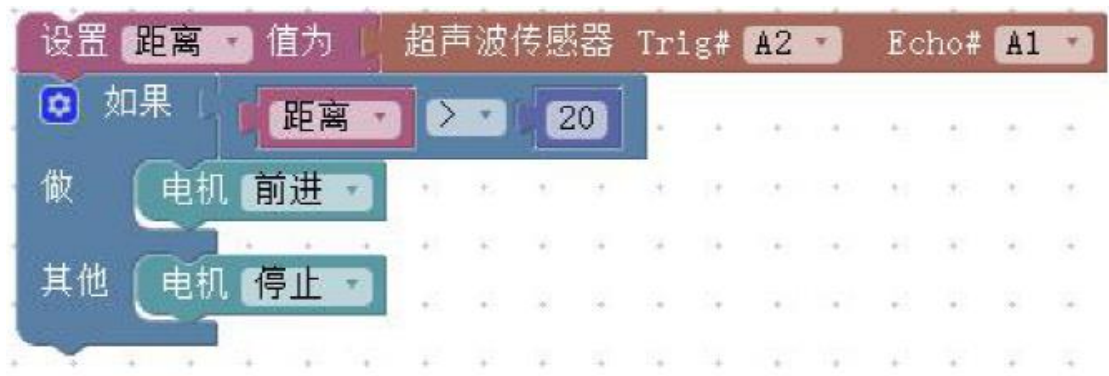 设置 距离 值为 超声波传感器 Trig# A2 Echo# A1
如果 距离 > 20
做 电机 前进
其他 电机 停止